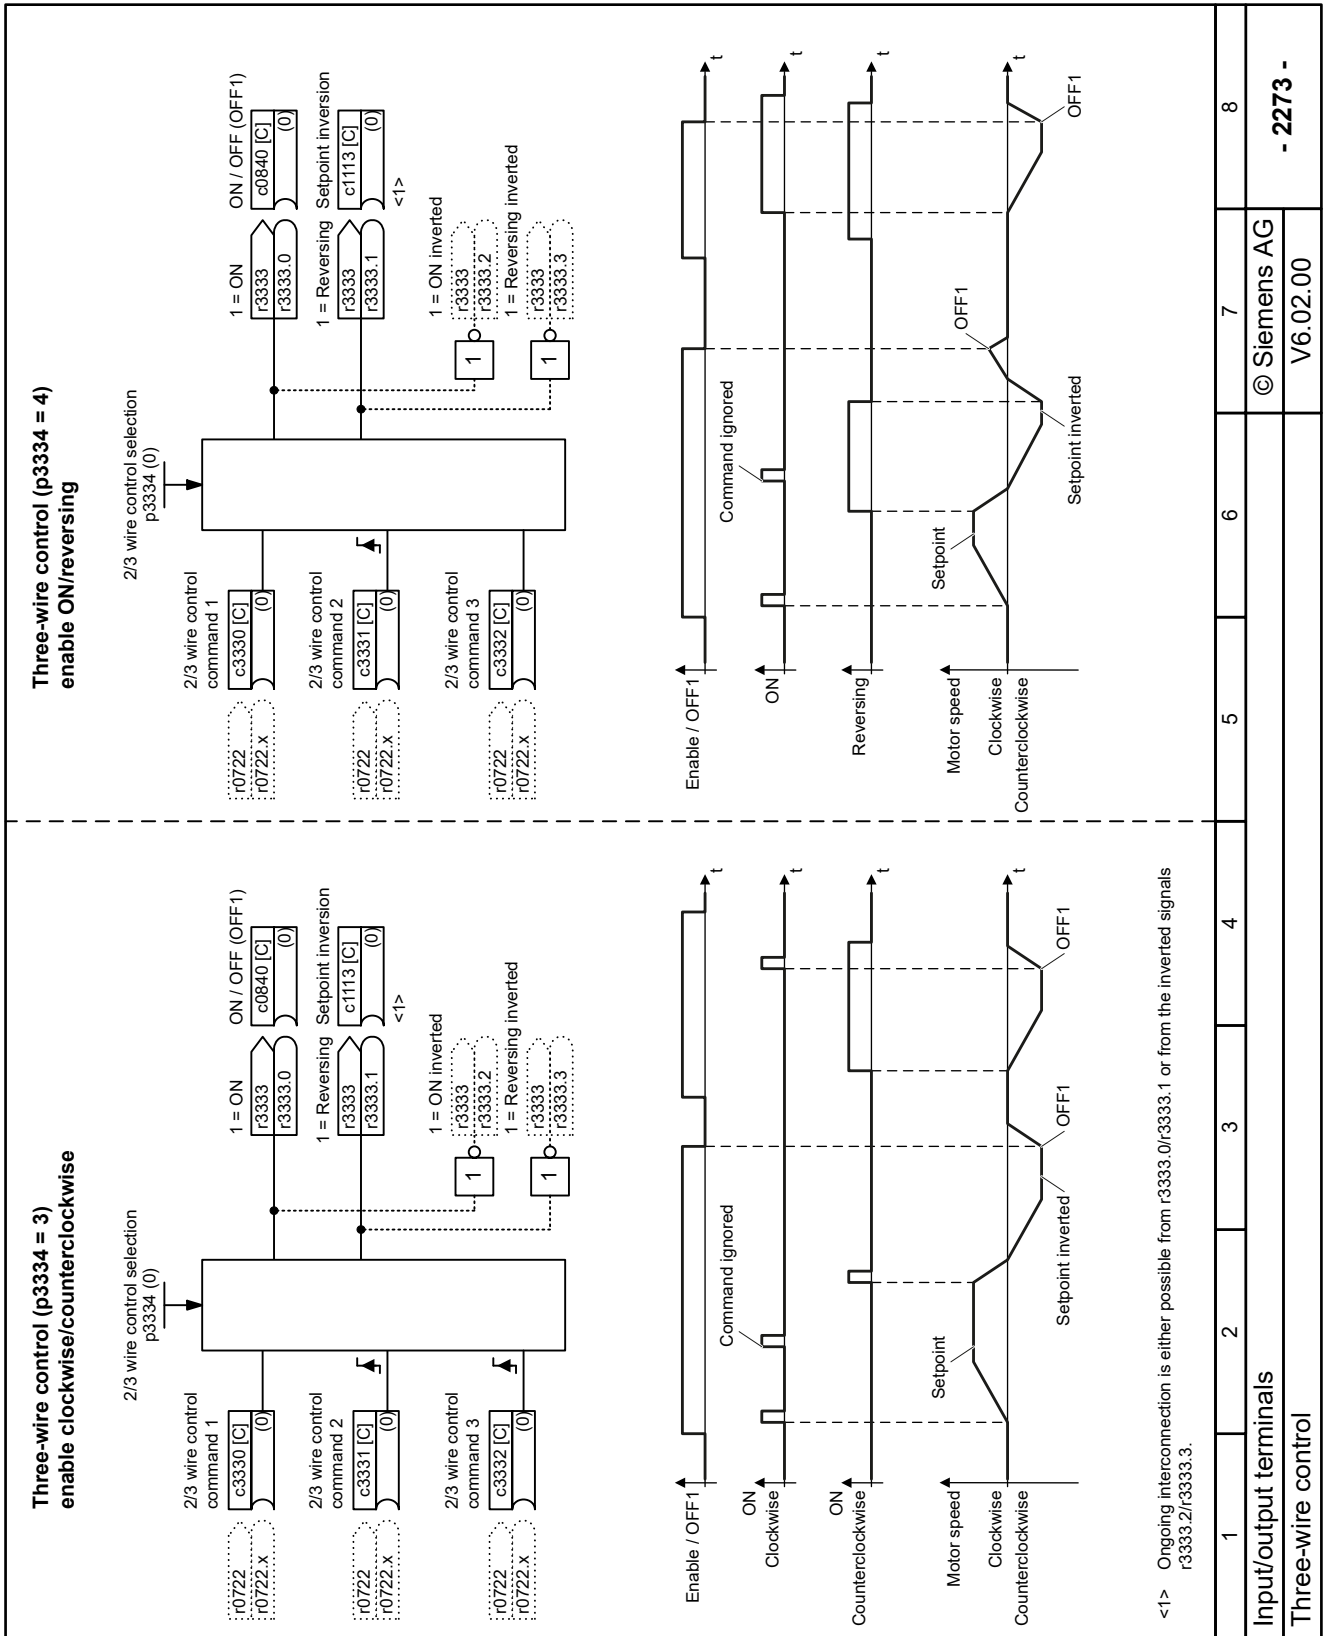 Three-wire control (p3334 = 3)
enable clockwise/counterclockwise
2/3 wire control selection
p3334 (0)
2/3 wire control
command 1
r0722
r0722.x
c3330 [C]
(0)
2/3 wire control
command 2
r0722
r0722.x
c3331 [C]
(0)
2/3 wire control
command 3
r0722
r0722.x
c3332 [C]
(0)
1 = ON
r3333
r3333.0
ON / OFF (OFF1)
c0840 [C]
(0)
1 = Reversing
r3333
r3333.1
Setpoint inversion
c1113 [C]
(0)
<1>
1
1 = ON inverted
r3333
r3333.2
1
1 = Reversing inverted
r3333
r3333.3
Enable / OFF1
t
ON
Clockwise
Command ignored
t
ON
Counterclockwise
t
Motor speed
Clockwise
Counterclockwise
Setpoint
Setpoint inverted
OFF1
OFF1
t
Three-wire control (p3334 = 4)
enable ON/reversing
2/3 wire control selection
p3334 (0)
2/3 wire control
command 1
r0722
r0722.x
c3330 [C]
(0)
2/3 wire control
command 2
r0722
r0722.x
c3331 [C]
(0)
2/3 wire control
command 3
r0722
r0722.x
c3332 [C]
(0)
1 = ON
r3333
r3333.0
ON / OFF (OFF1)
c0840 [C]
(0)
1 = Reversing
r3333
r3333.1
Setpoint inversion
c1113 [C]
(0)
<1>
1
1 = ON inverted
r3333
r3333.2
1
1 = Reversing inverted
r3333
r3333.3
Enable / OFF1
t
ON
Command ignored
t
Reversing
t
Motor speed
Clockwise
Counterclockwise
Setpoint
Setpoint inverted
OFF1
OFF1
t
<1> Ongoing interconnection is either possible from r3333.0/r3333.1 or from the inverted signals
r3333.2/r3333.3.
1 2 3 4 5 6 7 8
Input/output terminals
Three-wire control
© Siemens AG
V6.02.00
- 2273 -